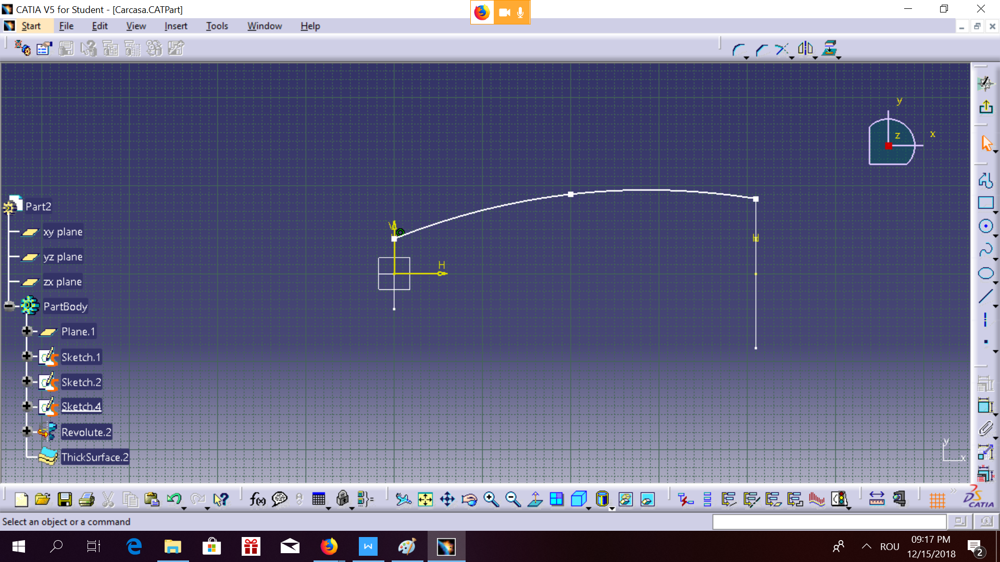 CATIA V5 for Student - [Carcasa.CATPart]
Start File Edit View Insert Tools Window Help
y
z x
Part2
xy plane
V
H
H
yz plane
zx plane
PartBody
Plane.1
Sketch.1
Sketch.2
Sketch.4
Revolute.2
ThickSurface.2
y
x
f(x)
DS
CATIA
Select an object or a command
W
ROU
09:17 PM
12/15/2018
2